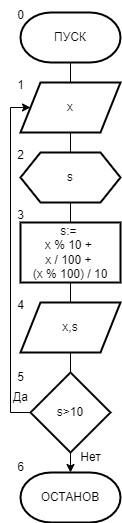 0
ПУСК
1
x
2
s
3
s:=
x % 10 +
x / 100 +
(x % 100) / 10
4
x,s
5
Да
s>10
Нет
6
ОСТАНОВ